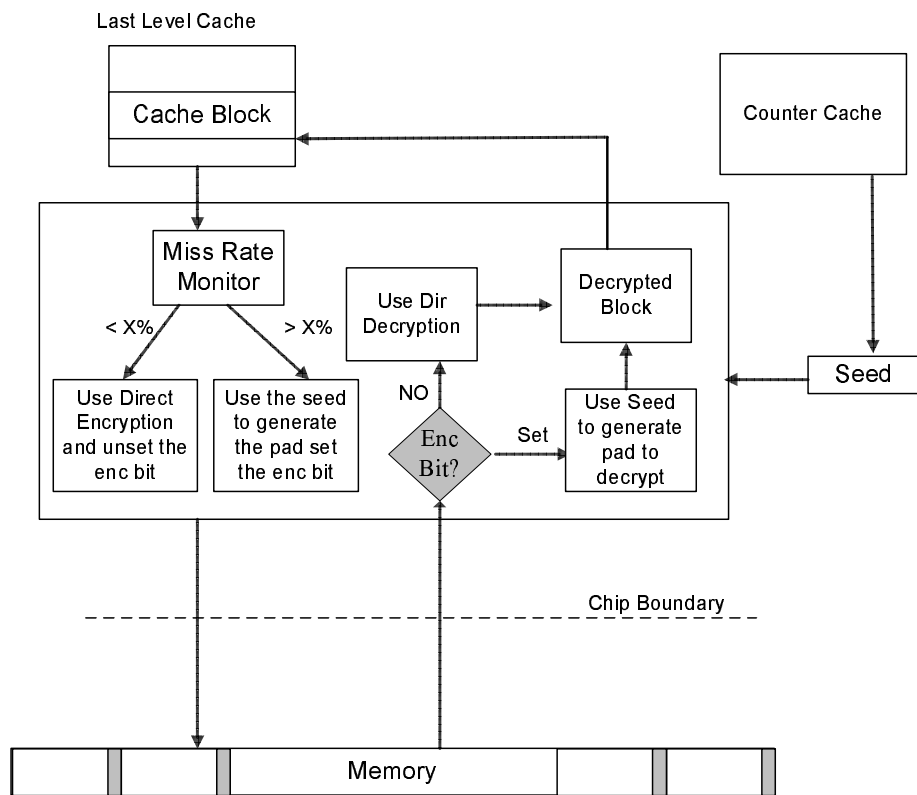 Last Level Cache
Cache Block
Counter Cache
Miss Rate
Monitor
< X%
> X%
Use Direct
Encryption
and unset the
enc bit
Use the seed
to generate
the pad set
the enc bit
Use Dir
Decryption
Decrypted
Block
NO
Enc
Bit?
Set
Use Seed
to generate
pad to
decrypt
Seed
Chip Boundary
Memory